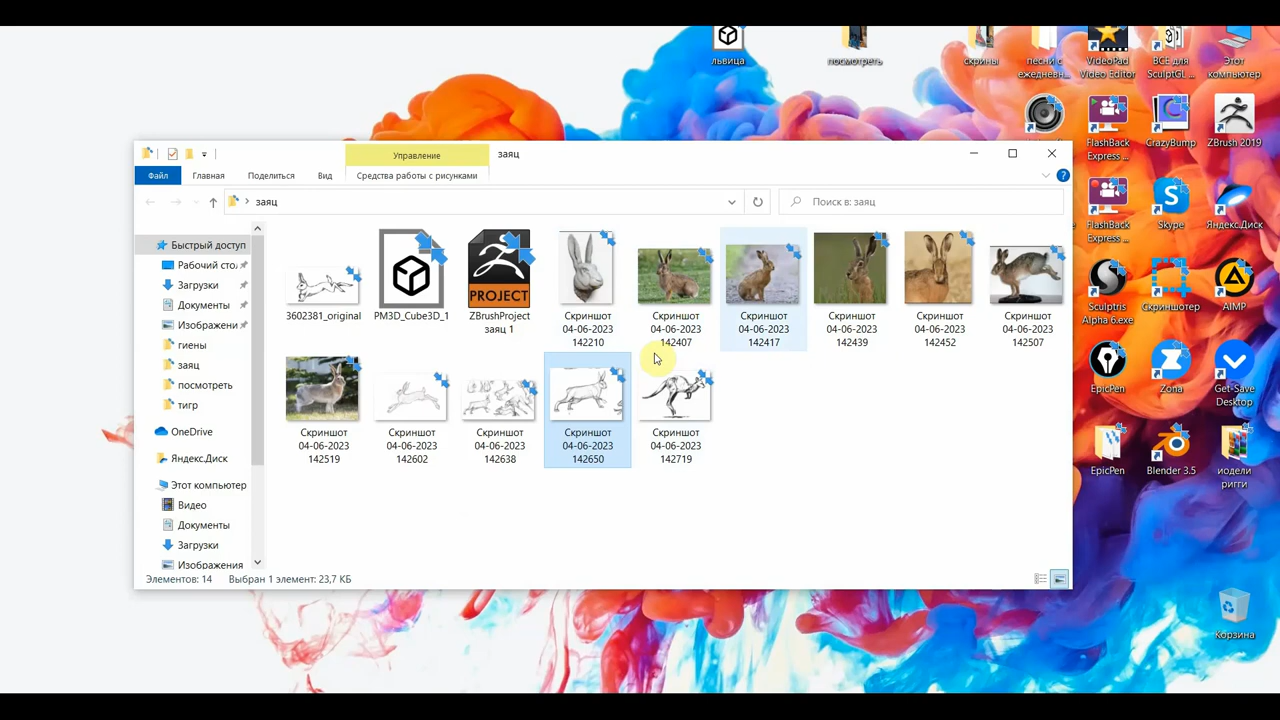 львица
посмотреть
скрины
песни с
ежедневн...
VideoPad
Video Editor
ВСЕ для
SculptGL ...
Этот
компьютер
Управление
заяц
Файл
Главная
Поделиться
Вид
Средства работы с рисунками
заяц
Поиск в: заяц
Быстрый доступ
Рабочий сто.
Загрузки
Документы
Изображени
гиены
заяц
посмотреть
тигр
OneDrive
Яндекс.Диск
Этот компьютер
Видео
Документы
Загрузки
Изображения
3602381_original
PM3D_Cube3D_1
PROJECT
ZBrushProject
заяц 1
Скриншот
04-06-2023
142210
Скриншот
04-06-2023
142407
Скриншот
04-06-2023
142417
Скриншот
04-06-2023
142439
Скриншот
04-06-2023
142452
Скриншот
04-06-2023
142507
Скриншот
04-06-2023
142519
Скриншот
04-06-2023
142602
Скриншот
04-06-2023
142638
Скриншот
04-06-2023
142650
Скриншот
04-06-2023
142719
Элементов: 14
Выбран 1 элемент: 23,7 КБ
FlashBack
Express ...
CrazyBump
ZBrush 2019
FlashBack
Express ...
Skype
Яндекс.Диск
Sculptris
Alpha 6.exe
Скриншотер
AIMP
EpicPen
Zona
Get-Save
Desktop
EpicPen
Blender 3.5
иодели
ригги
Корзина